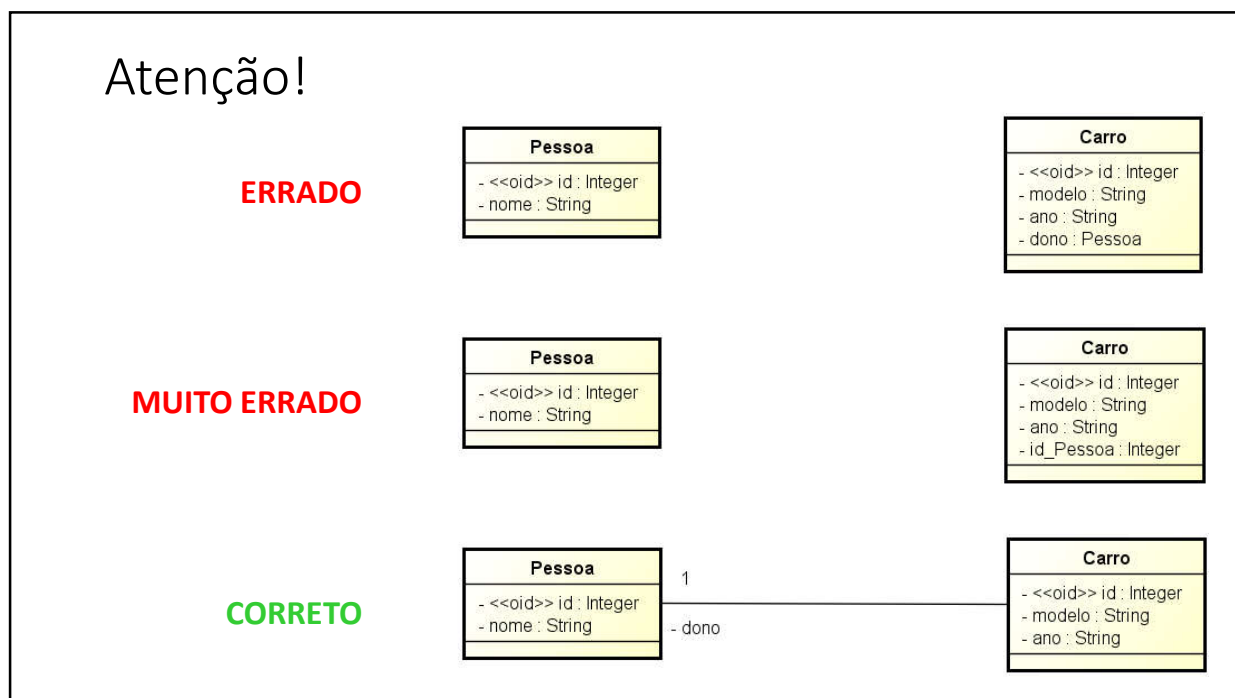 Atenção!
ERRADO
Pessoa
- <<oid>> id : Integer
- nome : String
Carro
- <<oid>> id : Integer
- modelo : String
- ano : String
- dono : Pessoa
MUITO ERRADO
Pessoa
- <<oid>> id : Integer
- nome : String
Carro
- <<oid>> id : Integer
- modelo : String
- ano : String
- id_Pessoa : Integer
CORRETO
Pessoa
- <<oid>> id : Integer
- nome : String
1
- dono
Carro
- <<oid>> id : Integer
- modelo : String
- ano : String